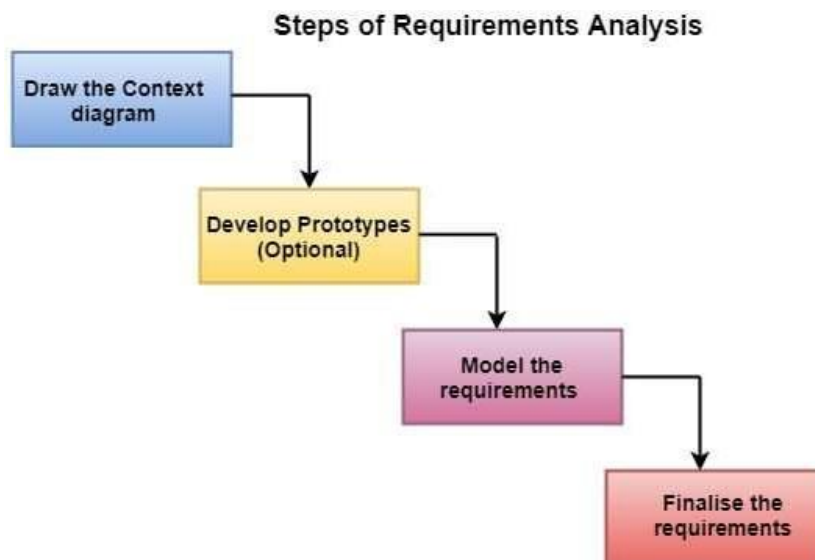 Steps of Requirements Analysis
Draw the Context
diagram
Develop Prototypes
(Optional)
Model the
requirements
Finalise the
requirements